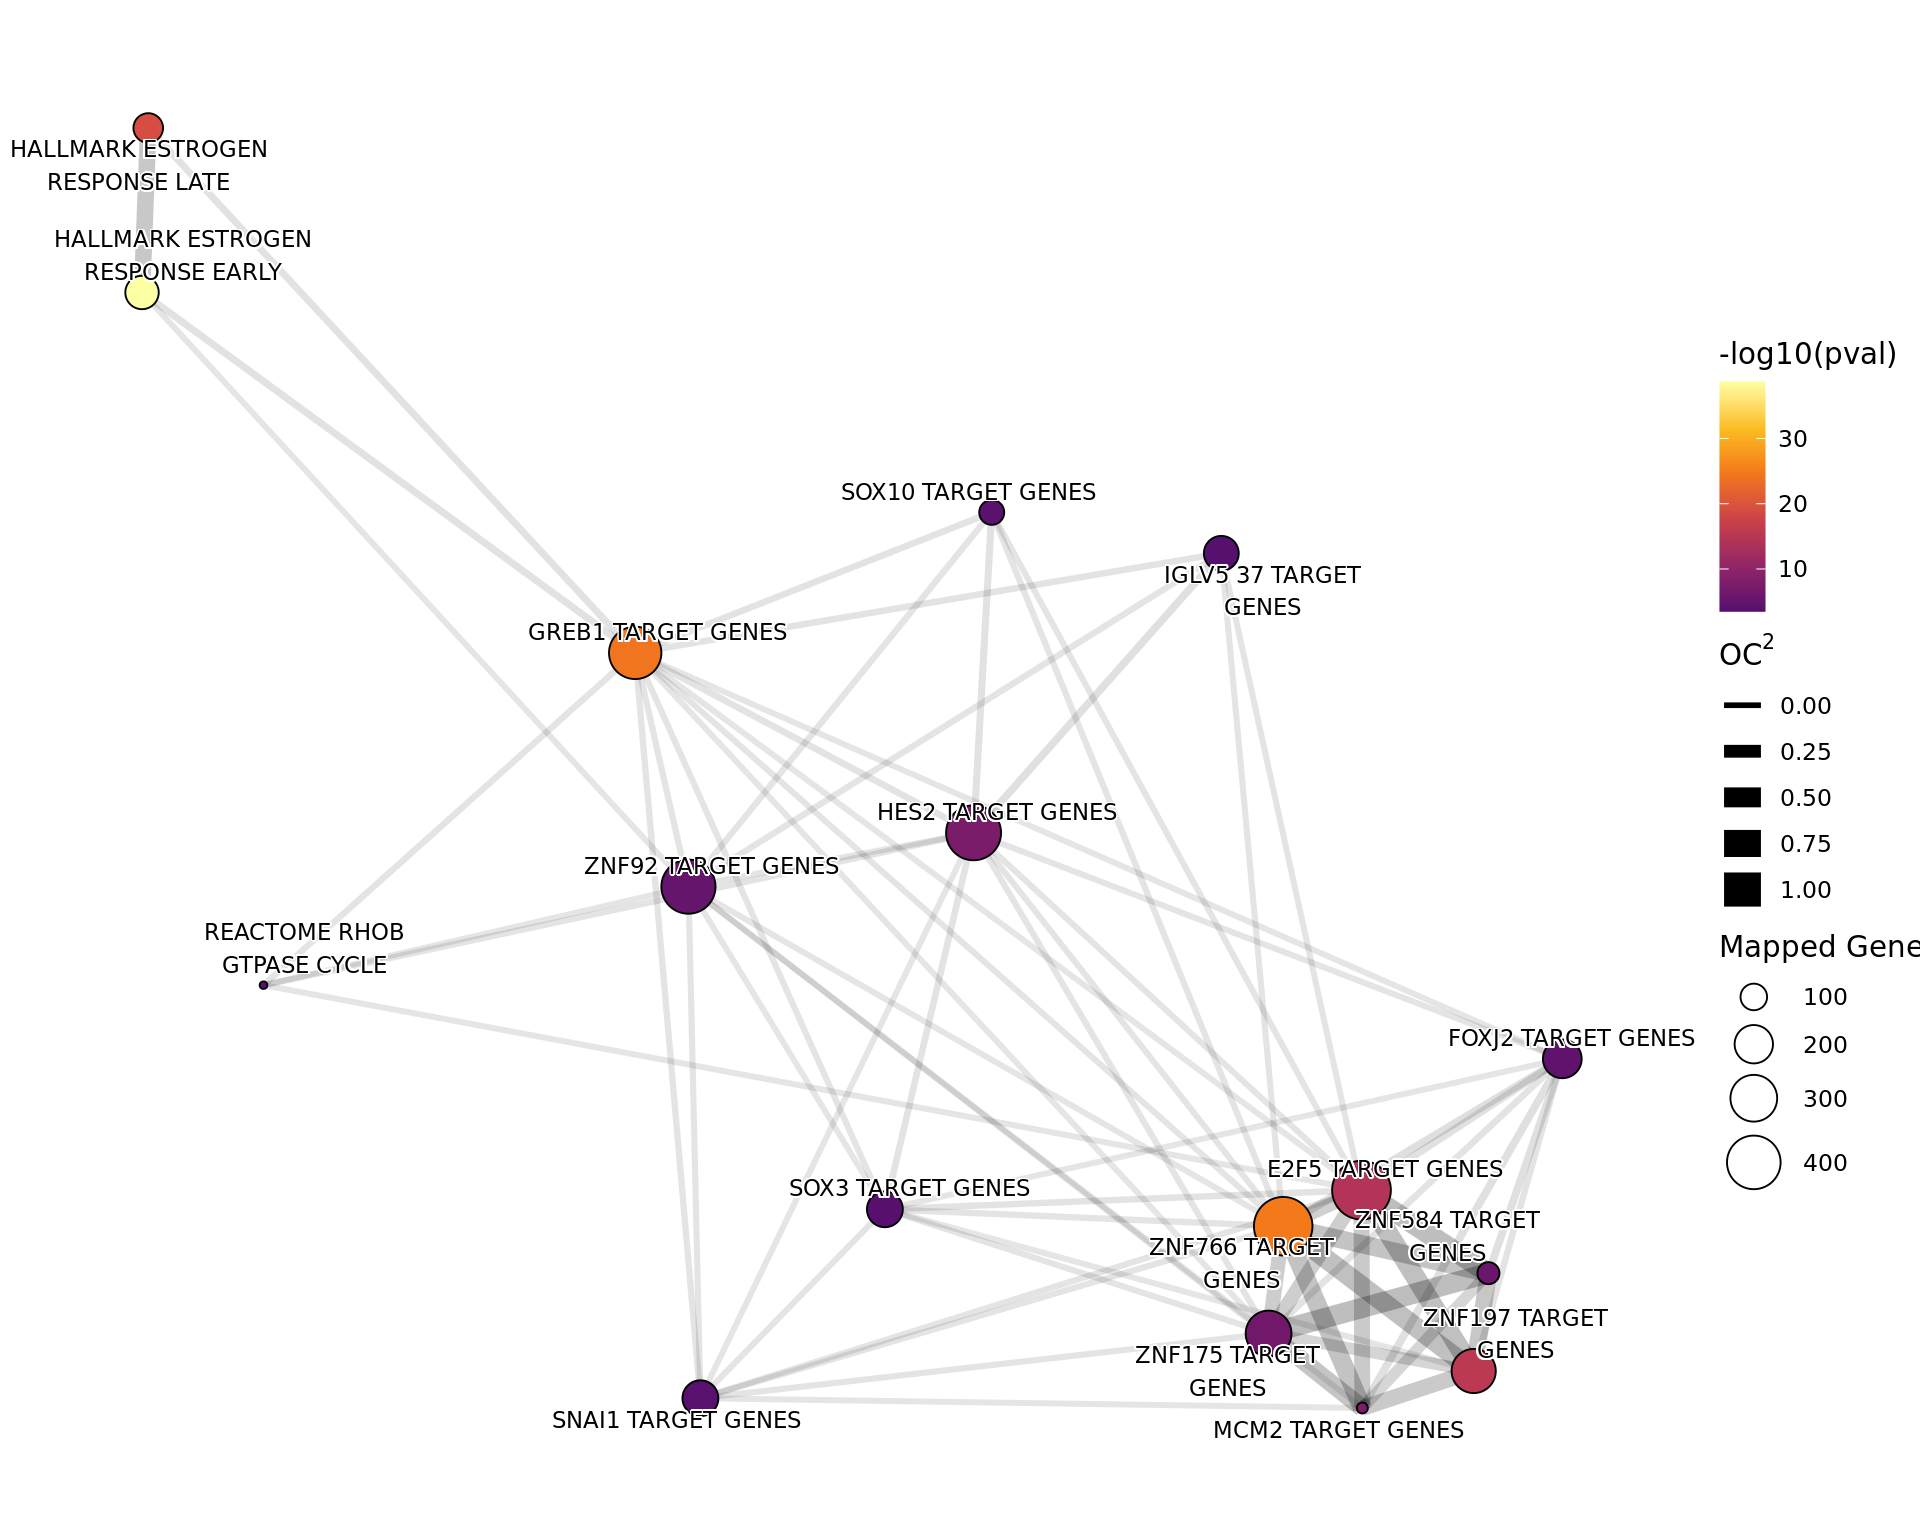 HALLMARK ESTROGEN
RESPONSE LATE
HALLMARK ESTROGEN
RESPONSE EARLY
SOX10 TARGET GENES
IGLV5 37 TARGET
GENES
GREB1 TARGET GENES
HES2 TARGET GENES
ZNF92 TARGET GENES
REACTOME RHOB
GTPASE CYCLE
FOXJ2 TARGET GENES
E2F5 TARGET GENES
SOX3 TARGET GENES
ZNF584 TARGET
GENES
ZNF766 TARGET
GENES
ZNF197 TARGET
GENES
ZNF175 TARGET
GENES
SNAI1 TARGET GENES
MCM2 TARGET GENES
-log10(pval)
30
20
10
OC²
0.00
0.25
0.50
0.75
1.00
Mapped Gene
100
200
300
400